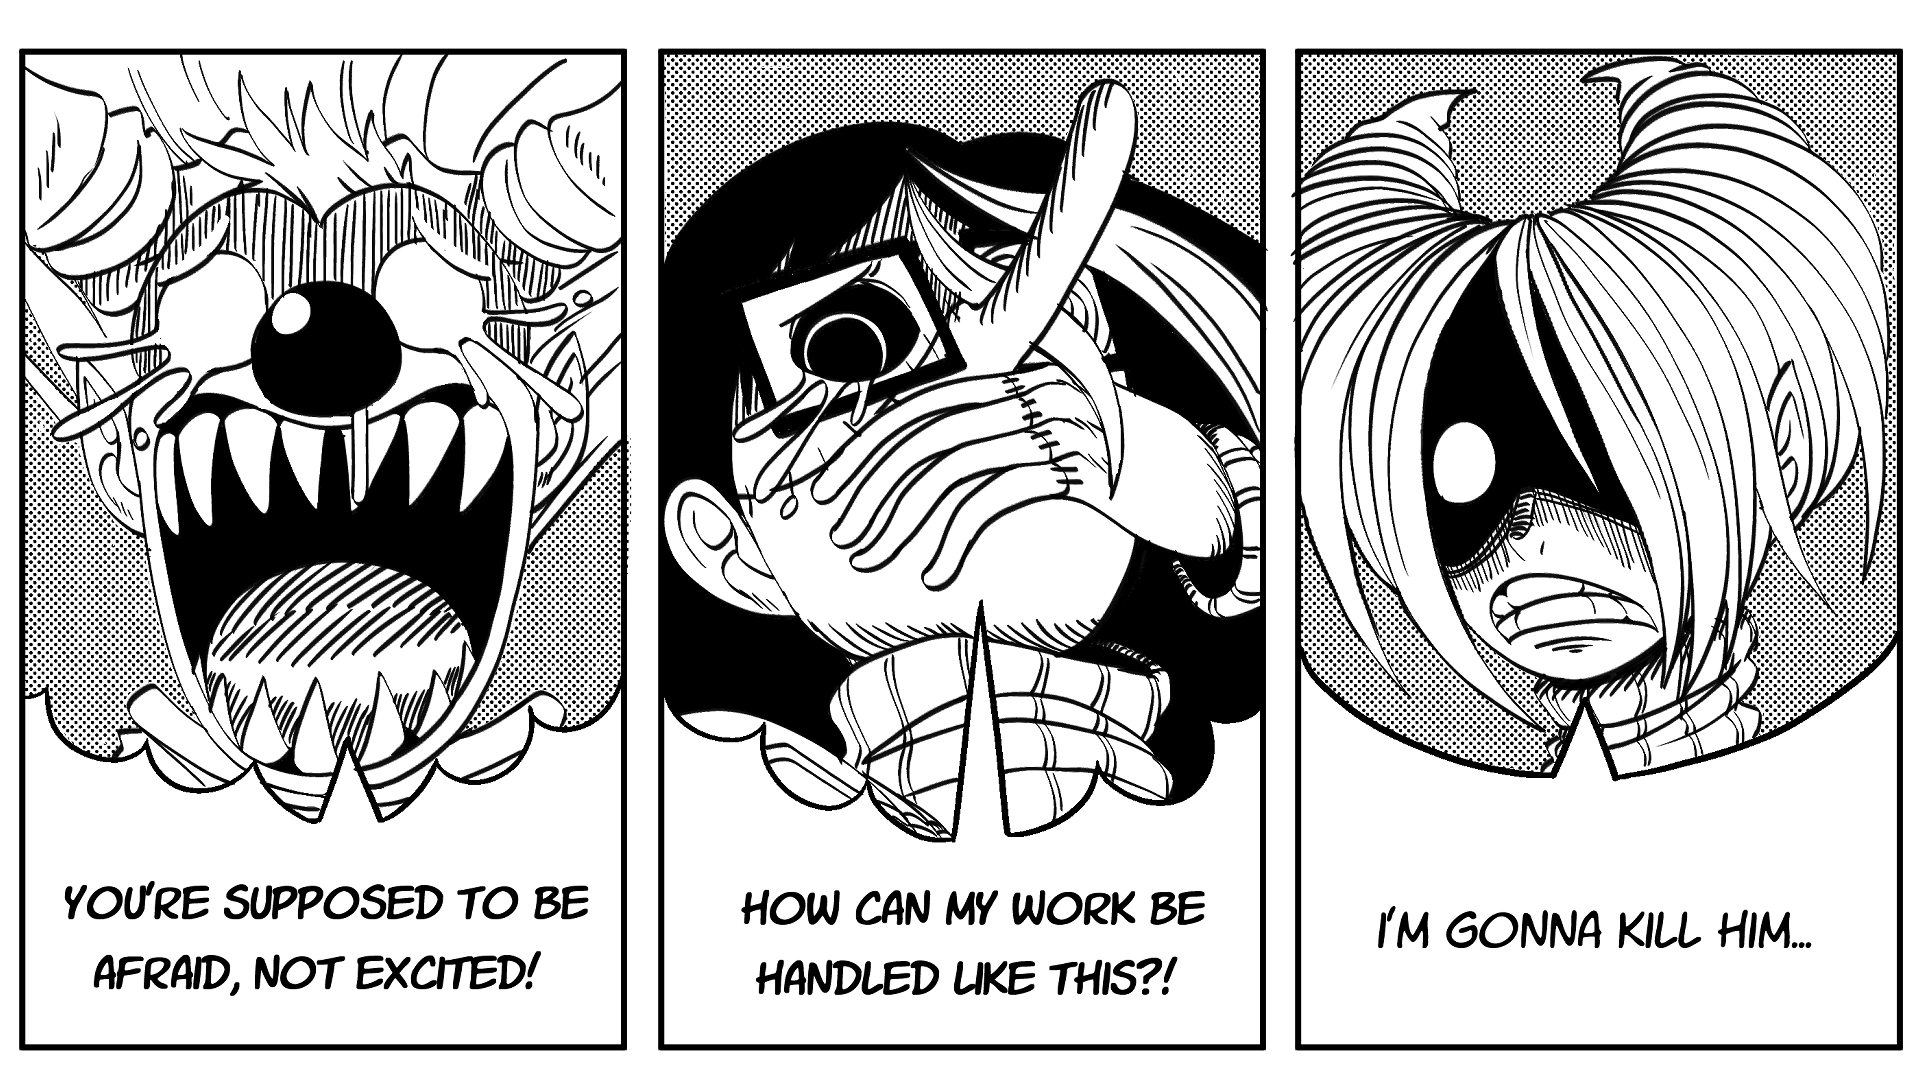 YOU'RE SUPPOSED TO BE
AFRAID, NOT EXCITED!
HOW CAN MY WORK BE
HANDLED LIKE THIS?!
I'M GONNA KILL HIM...